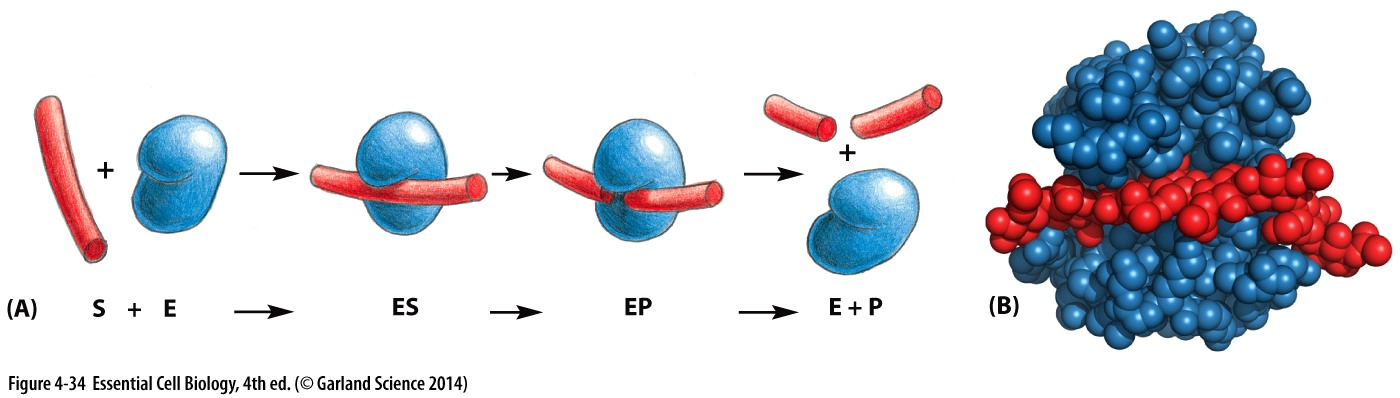 +
+
(A) S + E ES EP E + P (B)
Figure 4-34 Essential Cell Biology, 4th ed. (© Garland Science 2014)